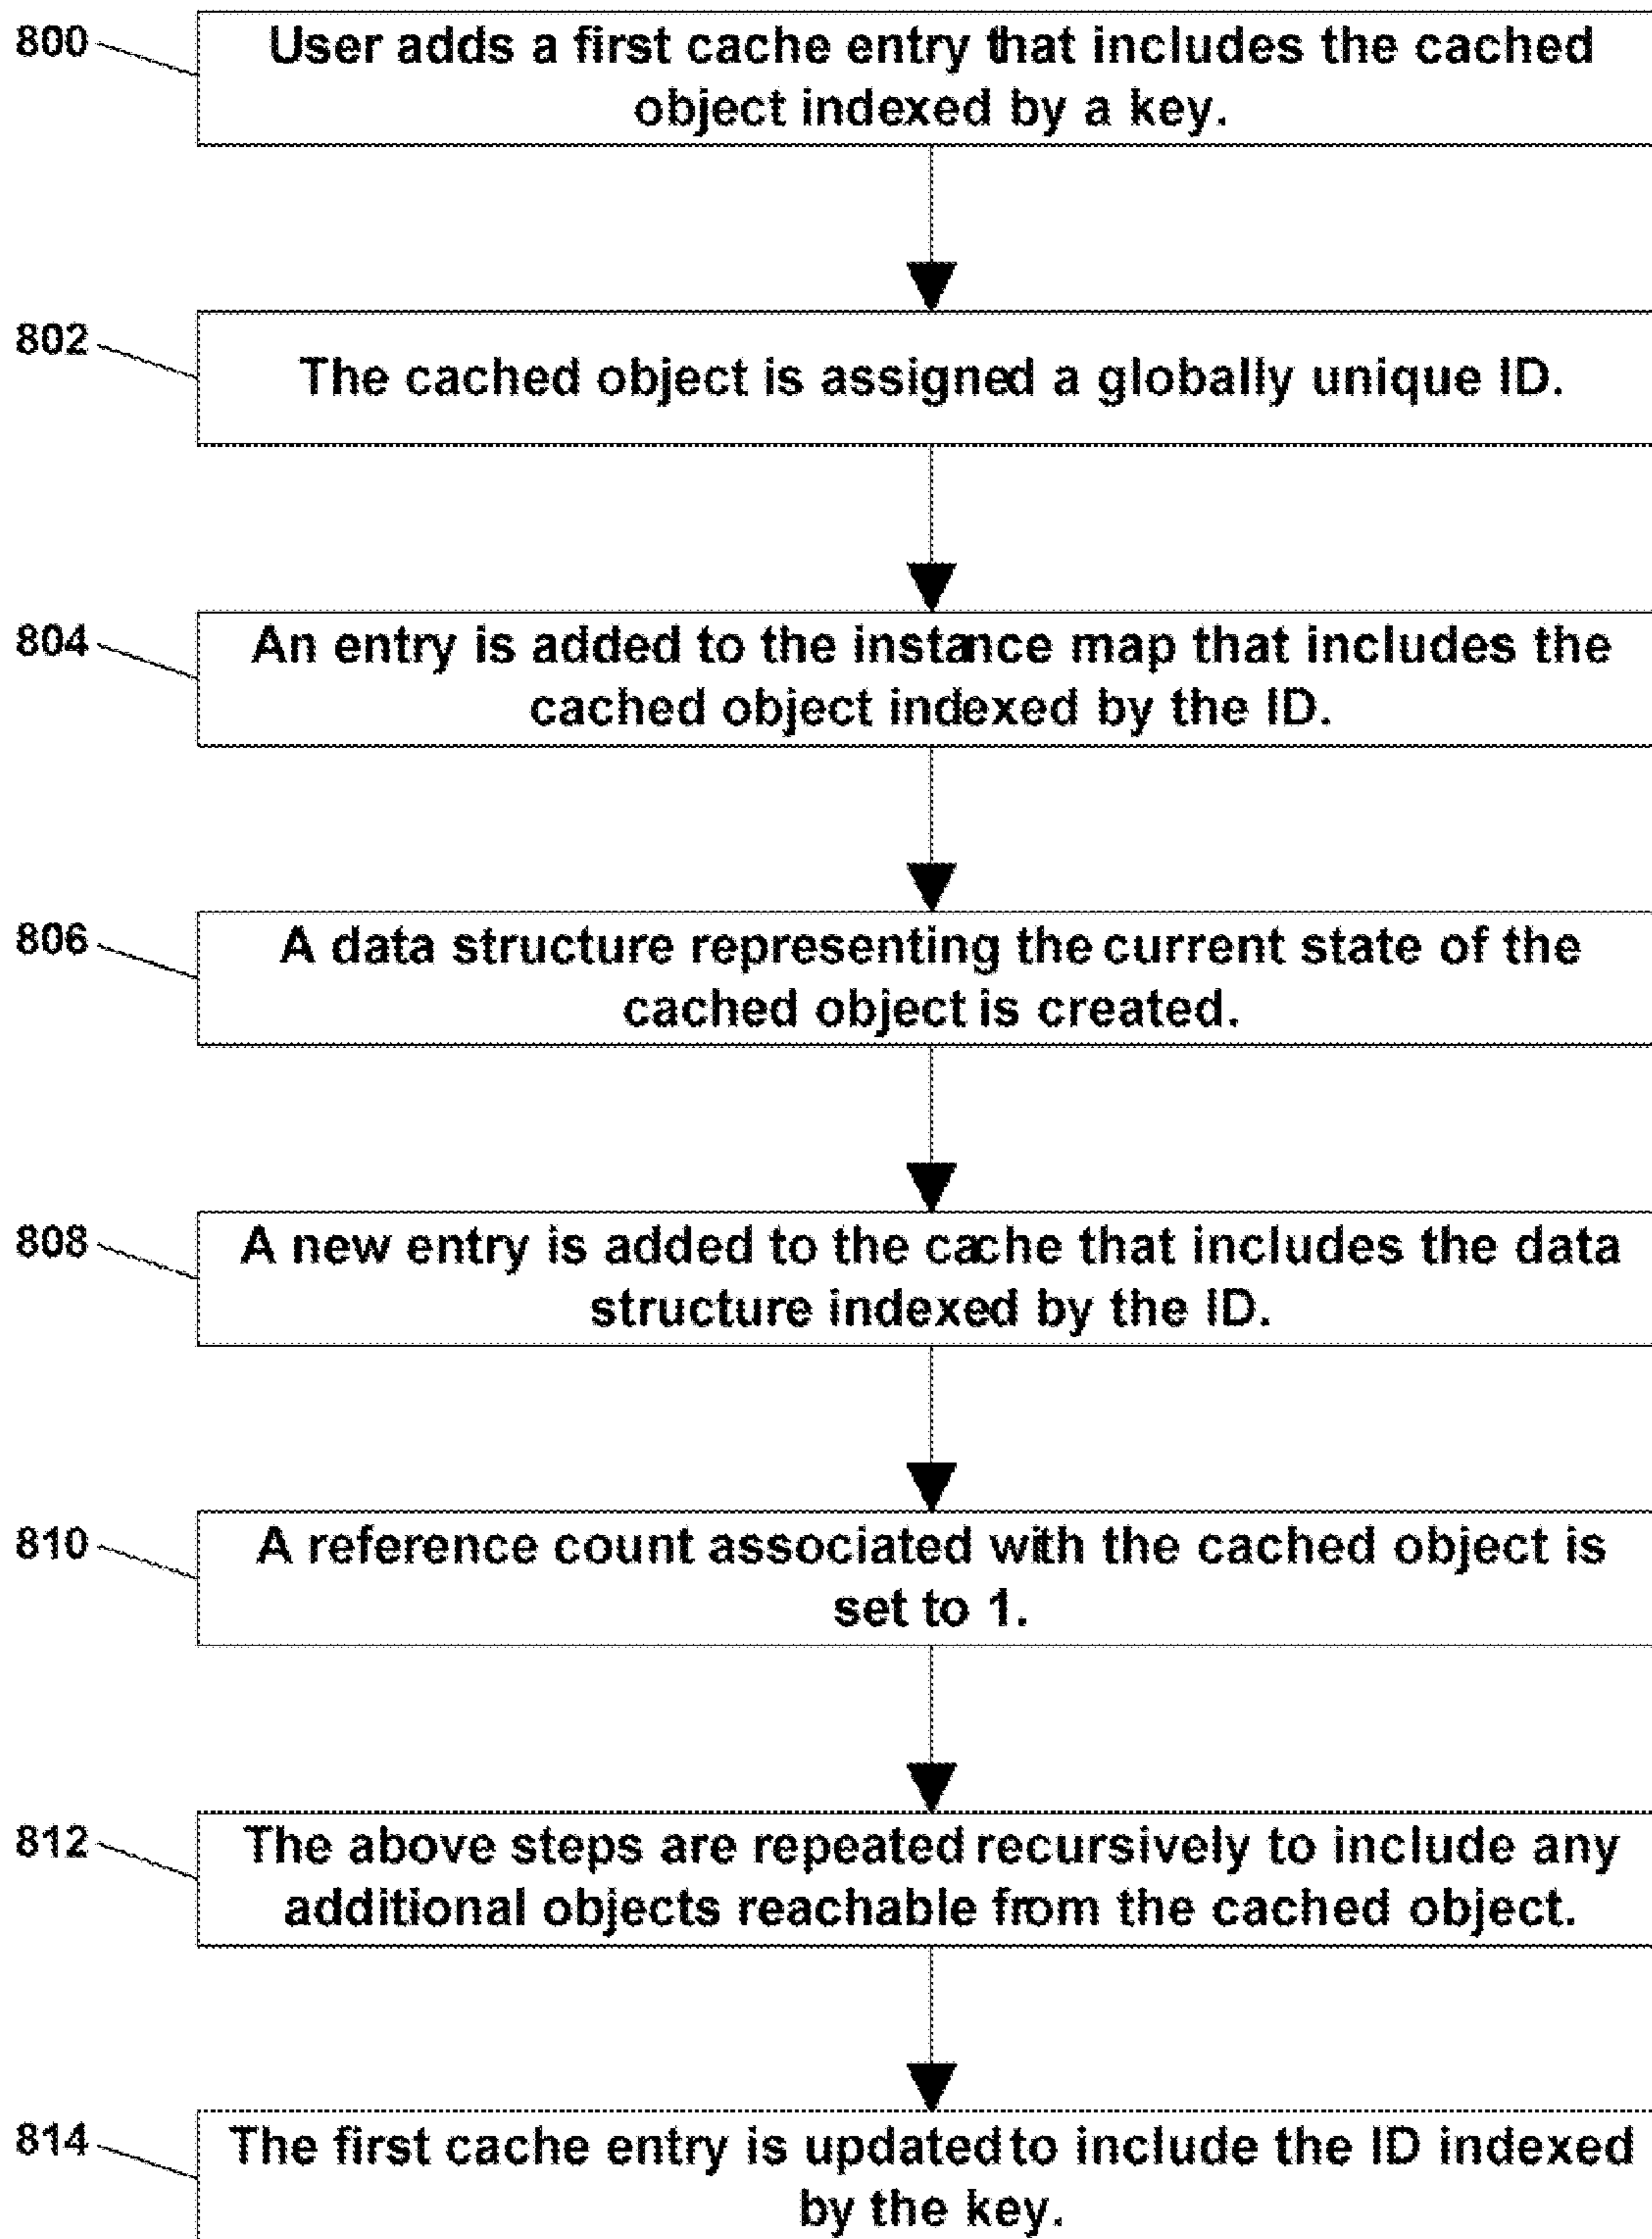 800
User adds a first cache entry that includes the cached
object indexed by a key.
802
The cached object is assigned a globally unique ID.
804
An entry is added to the instance map that includes the
cached object indexed by the ID.
806
A data structure representing the current state of the
cached object is created.
808
A new entry is added to the cache that includes the data
structure indexed by the ID.
810
A reference count associated with the cached object is
set to 1.
812
The above steps are repeated recursively to include any
additional objects reachable from the cached object.
814
The first cache entry is updated to include the ID indexed
by the key.